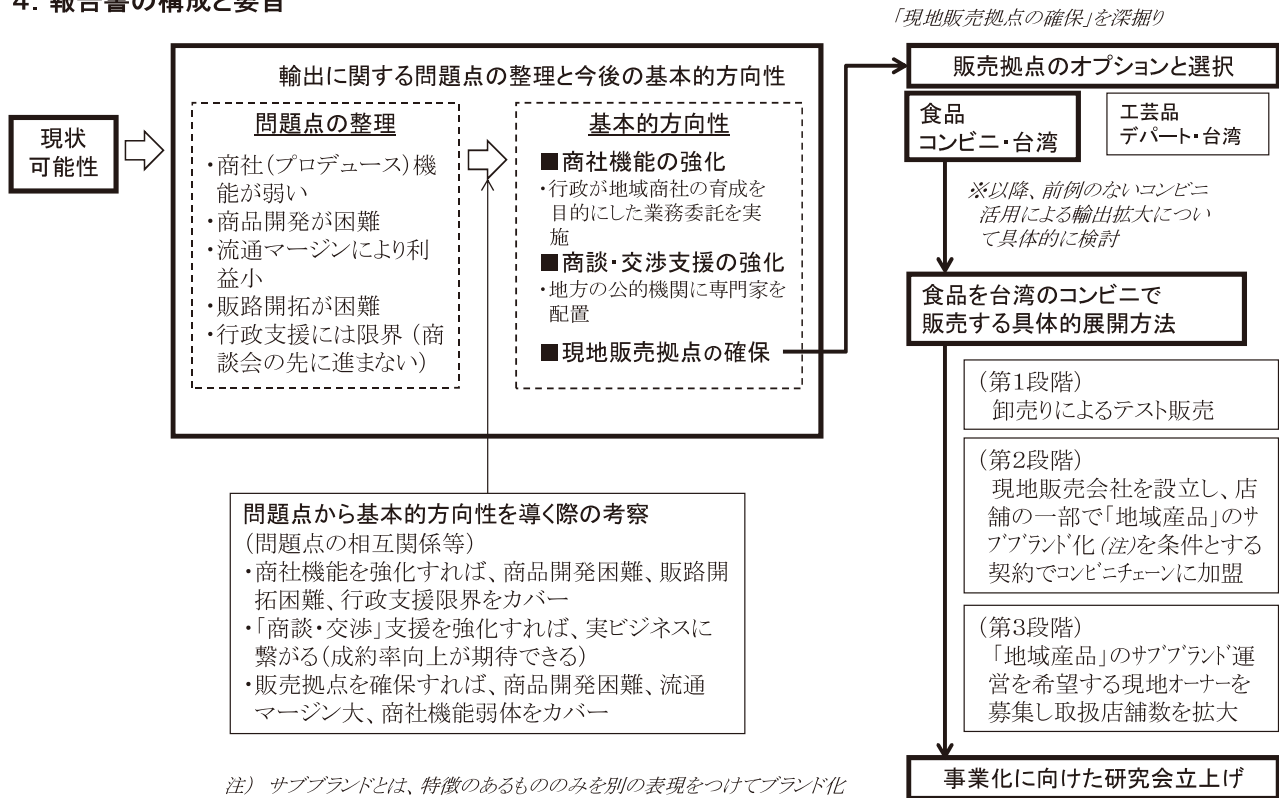 4. 報告書の構成と要旨
「現地販売拠点の確保」を深掘り
現状
可能性
輸出に関する問題点の整理と今後の基本的方向性
問題点の整理
・商社(プロデュース)機
能が弱い
・商品開発が困難
・流通マージンにより利
益小
・販路開拓が困難
・行政支援には限界(商
談会の先に進まない)
基本的方向性
■商社機能の強化
・行政が地域商社の育成を
目的にした業務委託を実
施
■商談・交渉支援の強化
・地方の公的機関に専門家を
配置
■現地販売拠点の確保
問題点から基本的方向性を導く際の考察
(問題点の相互関係等)
・商社機能を強化すれば、商品開発困難、販路開
拓困難、行政支援限界をカバー
・「商談・交渉」支援を強化すれば、実ビジネスに
繋がる(成約率向上が期待できる)
・販売拠点を確保すれば、商品開発困難、流通
マージン大、商社機能弱体をカバー
販売拠点のオプションと選択
食品
コンビニ・台湾
工芸品
デパート・台湾
※以降、前例のないコンビニ
活用による輸出拡大につい
て具体的に検討
食品を台湾のコンビニで
販売する具体的展開方法
(第1段階)
卸売りによるテスト販売
(第2段階)
現地販売会社を設立し、店
舗の一部で「地域産品」のサ
ブブランド化(注)を条件とする
契約でコンビニチェーンに加盟
(第3段階)
「地域産品」のサブブランド運
営を希望する現地オーナーを
募集し取扱店舗数を拡大
事業化に向けた研究会立上げ
注) サブブランドとは、特徴のあるもののみを別の表現をつけてブランド化